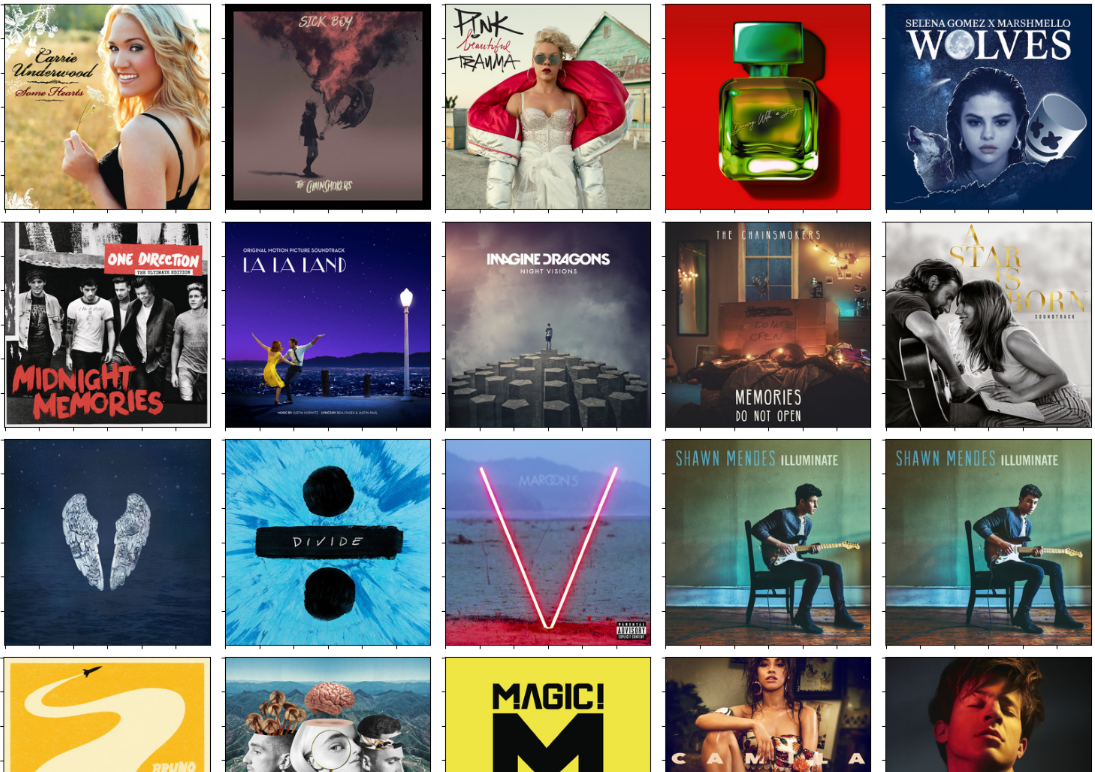 Carrie
Underwood
Some Hearts
SICK BOY
THE CHAINSMOKERS
P!NK
beautiful
TRAUMA
SELENA GOMEZ X MARSHMELLO
WOLVES
ONE DIRECTION
THE ULTIMATE EDITION
MIDNIGHT
MEMORIES
ORIGINAL MOTION PICTURE SOUNDTRACK
LA LA LAND
IMAGINE DRAGONS
NIGHT VISIONS
THE CHAINSMOKERS
DO NOT
OPEN
MEMORIES
DO NOT OPEN
A
STAR
IS
BORN
SOUNDTRACK
DIVIDE
MAROON 5
V
PARENTAL
ADVISORY
EXPLICIT CONTENT
SHAWN MENDES ILLUMINATE
SHAWN MENDES ILLUMINATE
BRUNO
MAGIC!
M
CAMILA